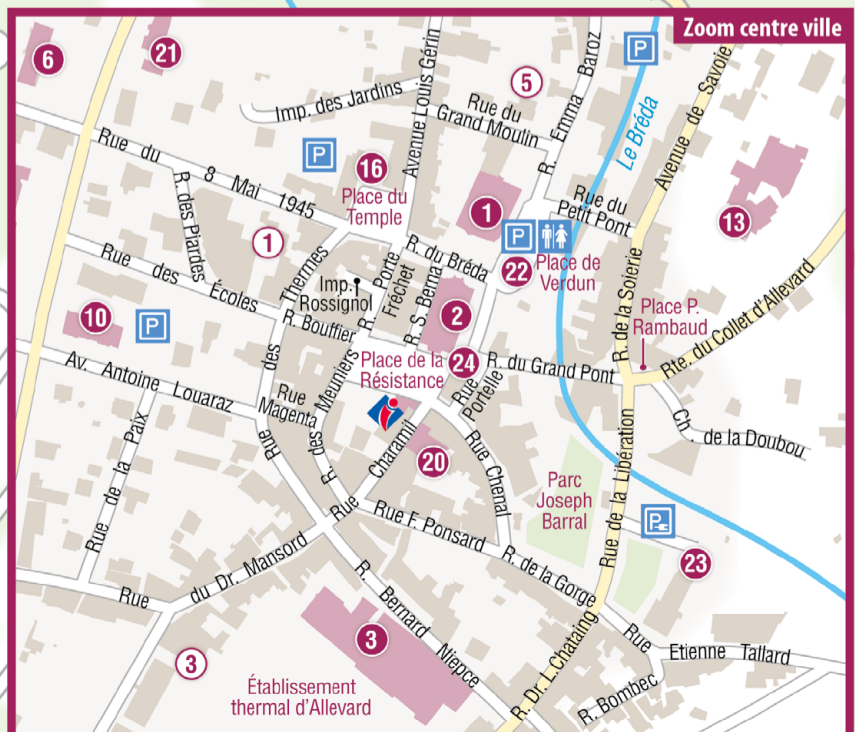 Zoom centre ville
6
21
P
5
Imp. des Jardins
Avenue Louis Gérin
Rue du
Grand Moulin
R. Emma Baroz
Le Bréda
Avenue de Savoie
Rue du 8 Mai 1945
P
16
Place du
Temple
R. des Plardes
1
1
Rue du
Petit Pont
13
P
22
Place de
Verdun
R. du Bréda
Rue des Écoles
Rue des Thermes
Imp.
Rossignol
R. Porte
Fréchet
R. S. Benna
2
R. Bouffier
10
P
R. de la Soierie
Place P.
Rambaud
Rte. du Collet d'Allevard
Place de la
Résistance
24
R. du Grand Pont
Av. Antoine Louaraz
Rue
Magenta
R. des Meuniers
Rue
Portelle
Ch. de la Doubou
Rue Charamil
20
Rue Chenal
Rue de la Paix
Parc
Joseph
Barral
Rue de la Libération
P
23
Rue F. Ponsard
R. de la Gorge
Rue du Dr. Mansord
R. Bernard Niepce
3
3
Établissement
thermal d'Allevard
R. Dr. L.Chataing
Rue Etienne Tallard
R. Bombec